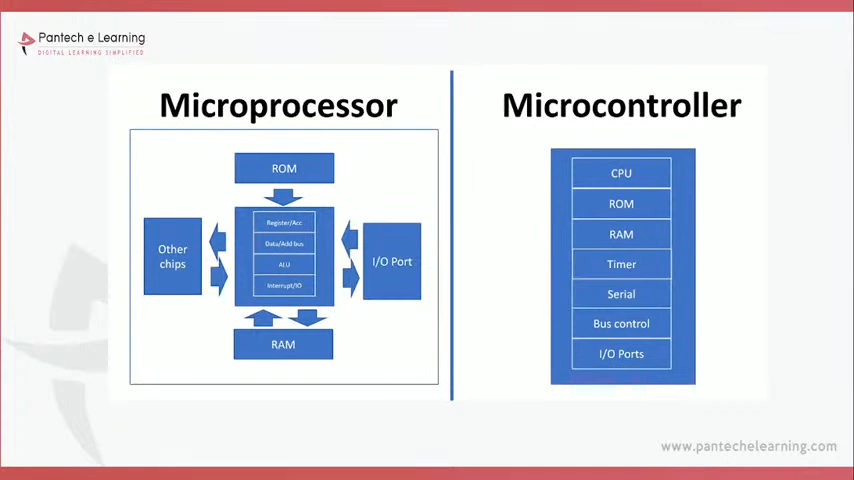 Pantech e Learning
DIGITAL LEARNING SIMPLIFIED
Microprocessor
ROM
Register/Acc
Data/Add bus
ALU
Interrupt/IO
Other
chips
I/O Port
RAM
Microcontroller
CPU
ROM
RAM
Timer
Serial
Bus control
I/O Ports
www.pantechelearning.com